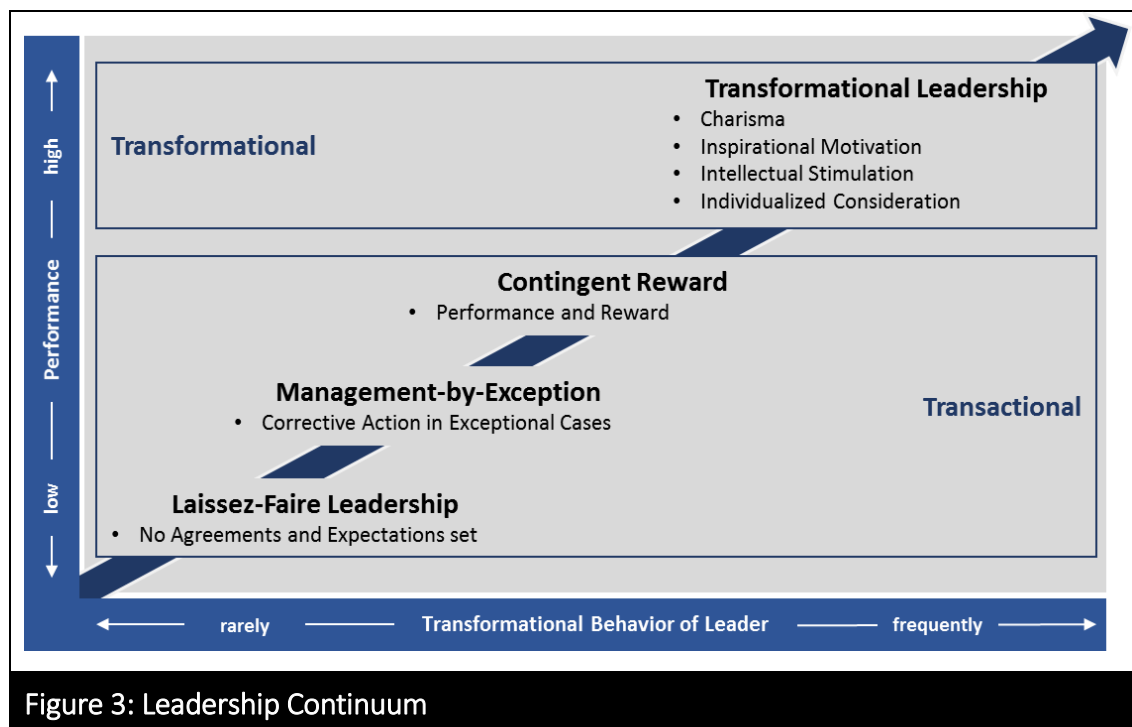 Transformational Leadership
• Charisma
• Inspirational Motivation
• Intellectual Stimulation
• Individualized Consideration
Transformational
Contingent Reward
• Performance and Reward
Management-by-Exception
• Corrective Action in Exceptional Cases
Transactional
Laissez-Faire Leadership
• No Agreements and Expectations set
high
Performance
low
rarely
Transformational Behavior of Leader
frequently
Figure 3: Leadership Continuum